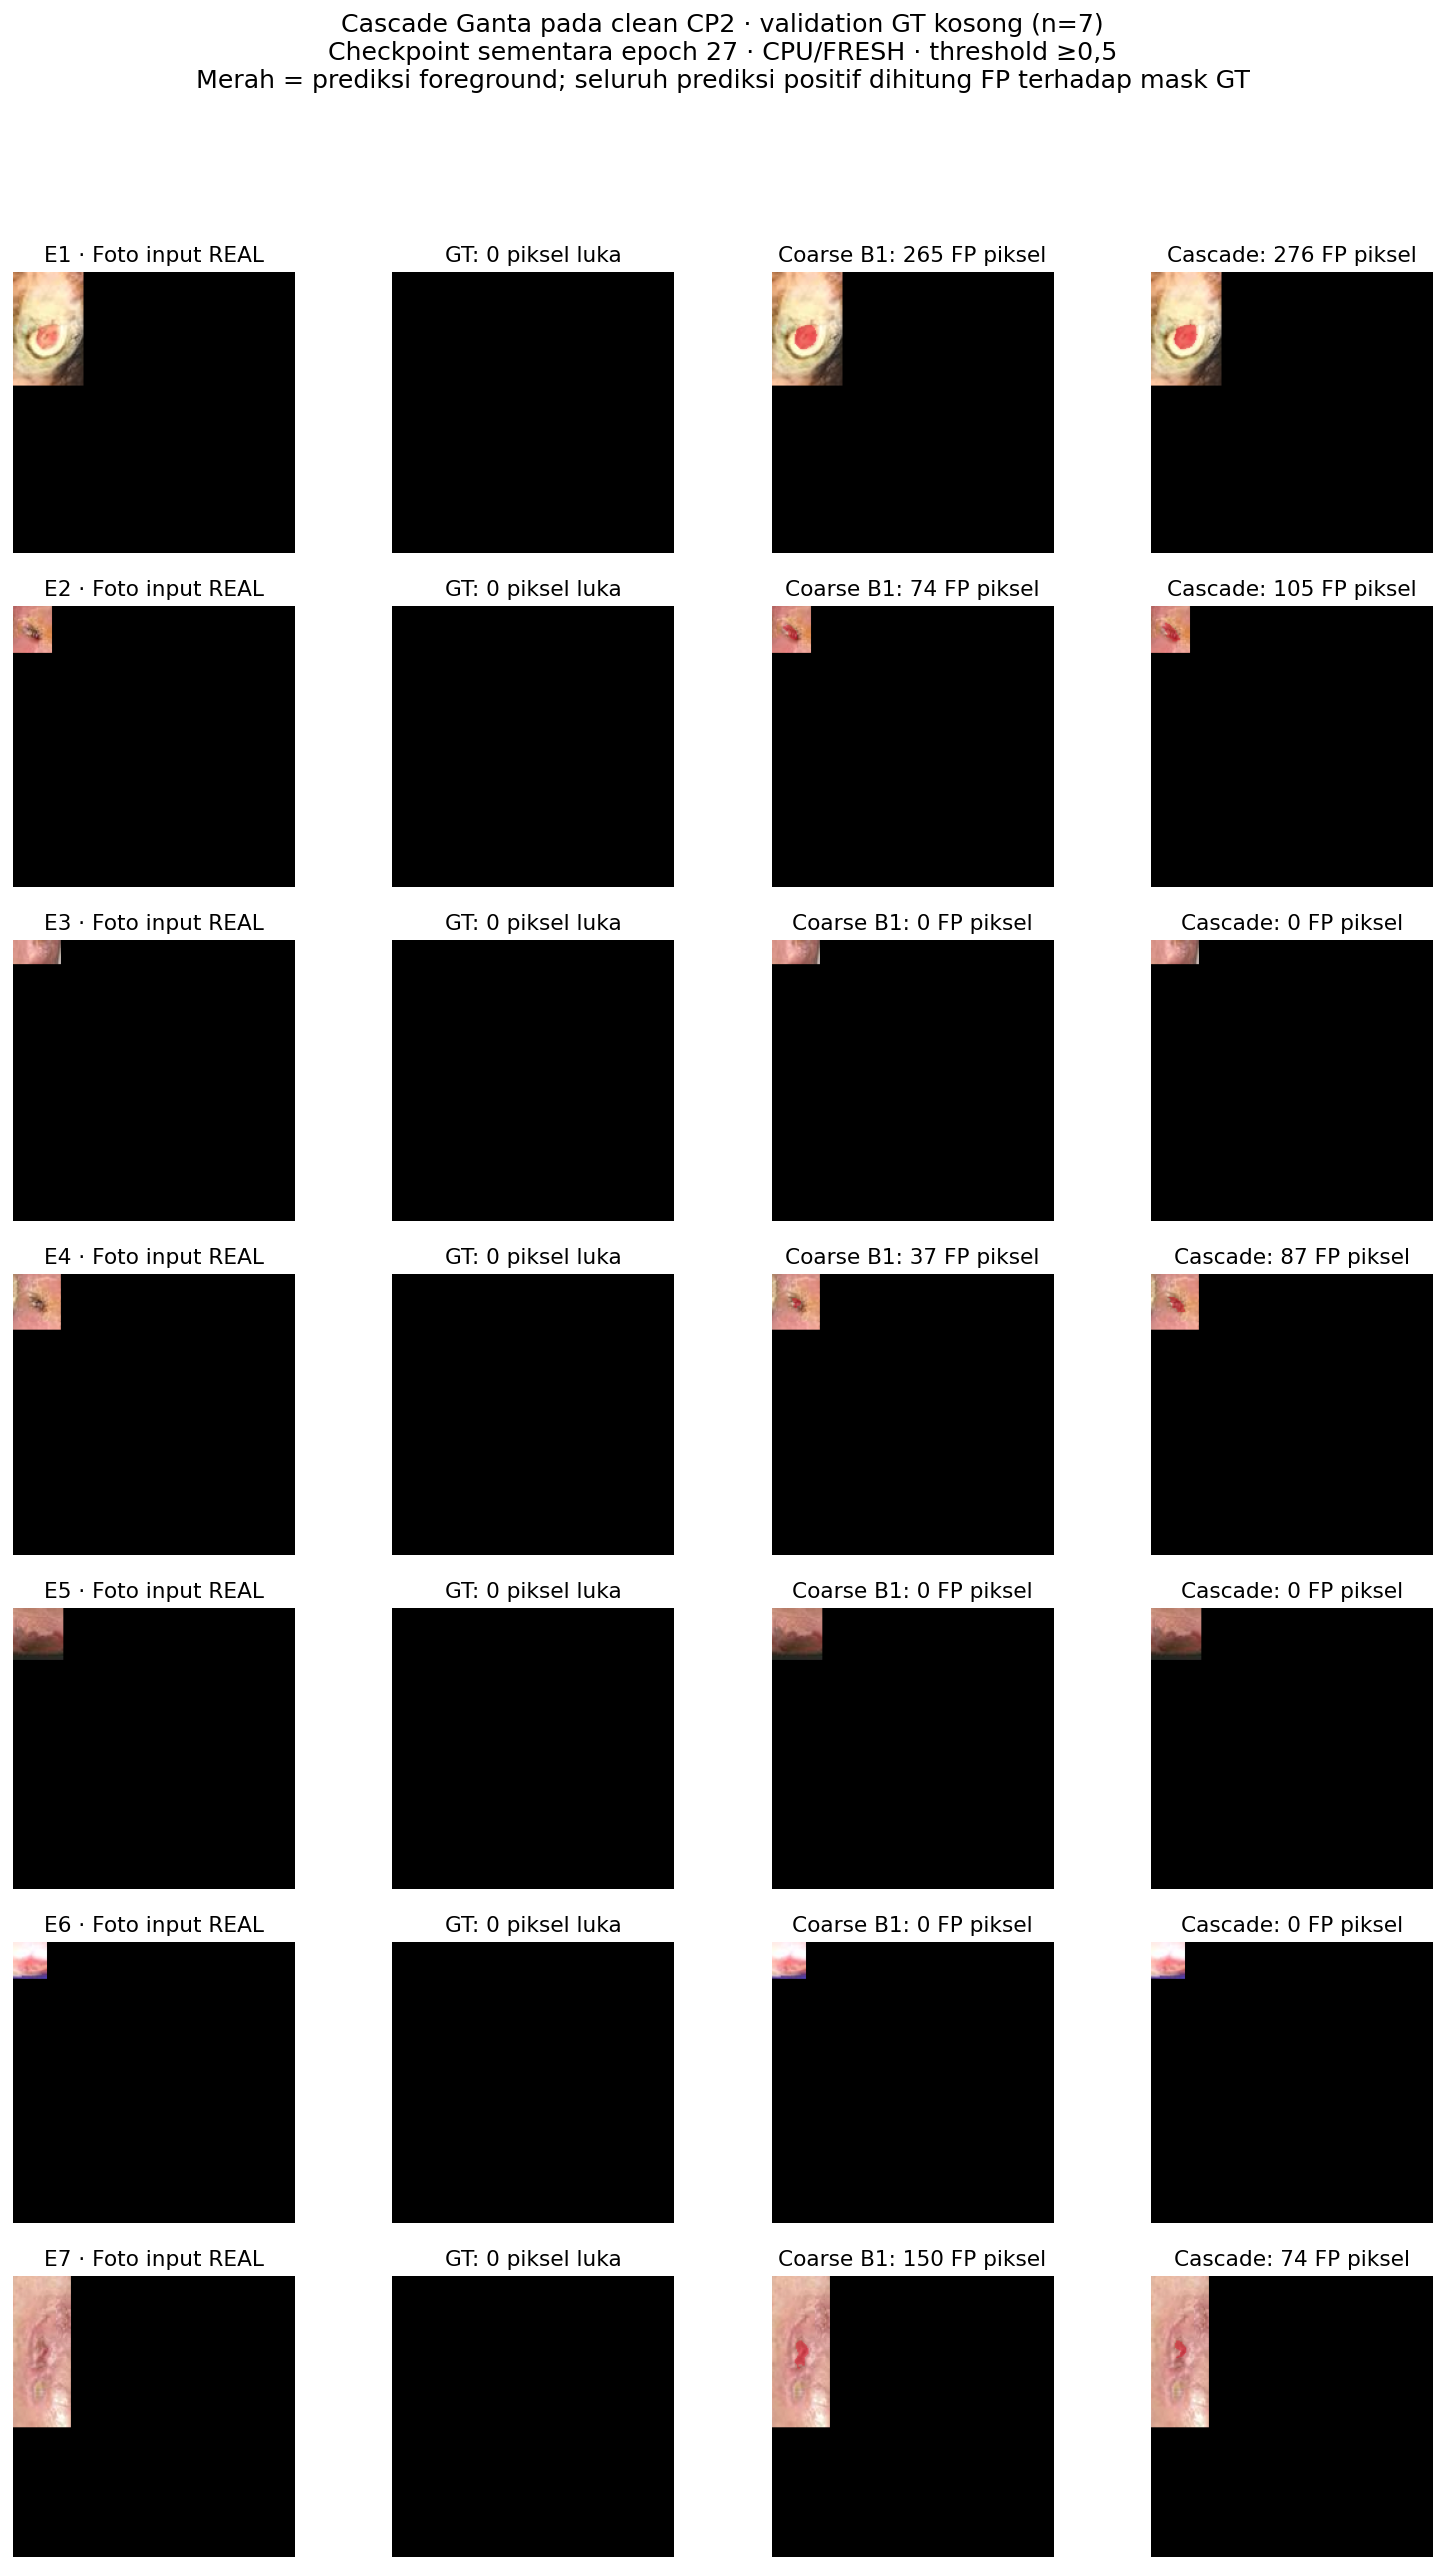 Cascade Ganta pada clean CP2 · validation GT kosong (n=7)
Checkpoint sementara epoch 27 · CPU/FRESH · threshold ≥0,5
Merah = prediksi foreground; seluruh prediksi positif dihitung FP terhadap mask GT
E1 · Foto input REAL
GT: 0 piksel luka
Coarse B1: 265 FP piksel
Cascade: 276 FP piksel
E2 · Foto input REAL
GT: 0 piksel luka
Coarse B1: 74 FP piksel
Cascade: 105 FP piksel
E3 · Foto input REAL
GT: 0 piksel luka
Coarse B1: 0 FP piksel
Cascade: 0 FP piksel
E4 · Foto input REAL
GT: 0 piksel luka
Coarse B1: 37 FP piksel
Cascade: 87 FP piksel
E5 · Foto input REAL
GT: 0 piksel luka
Coarse B1: 0 FP piksel
Cascade: 0 FP piksel
E6 · Foto input REAL
GT: 0 piksel luka
Coarse B1: 0 FP piksel
Cascade: 0 FP piksel
E7 · Foto input REAL
GT: 0 piksel luka
Coarse B1: 150 FP piksel
Cascade: 74 FP piksel